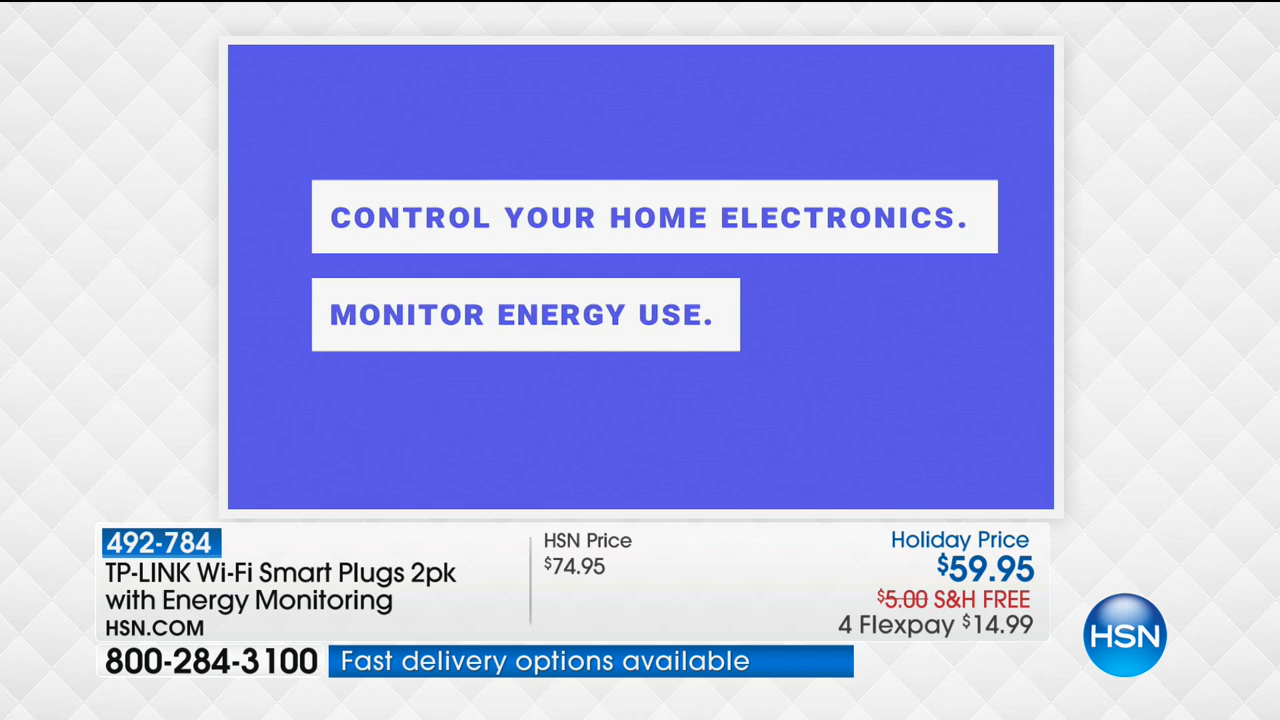 CONTROL YOUR HOME ELECTRONICS.
MONITOR ENERGY USE.
492-784
TP-LINK Wi-Fi Smart Plugs 2pk
with Energy Monitoring
HSN.COM
HSN Price
$74.95
Holiday Price
$59.95
$5.00 S&H FREE
4 Flexpay $14.99
HSN
800-284-3100
Fast delivery options available